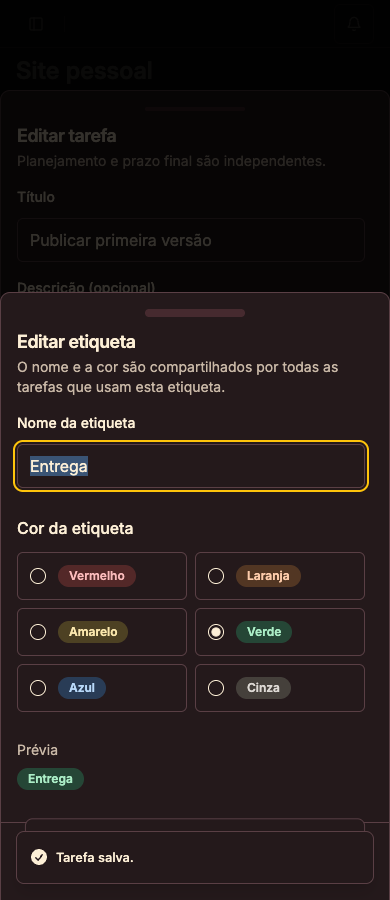 Site pessoal
Editar tarefa
Planejamento e prazo final são independentes.
Título
Publicar primeira versão
Descrição (opcional)
Editar etiqueta
O nome e a cor são compartilhados por todas as
tarefas que usam esta etiqueta.
Nome da etiqueta
Entrega
Cor da etiqueta
Vermelho
Laranja
Amarelo
Verde
Azul
Cinza
Prévia
Entrega
Tarefa salva.